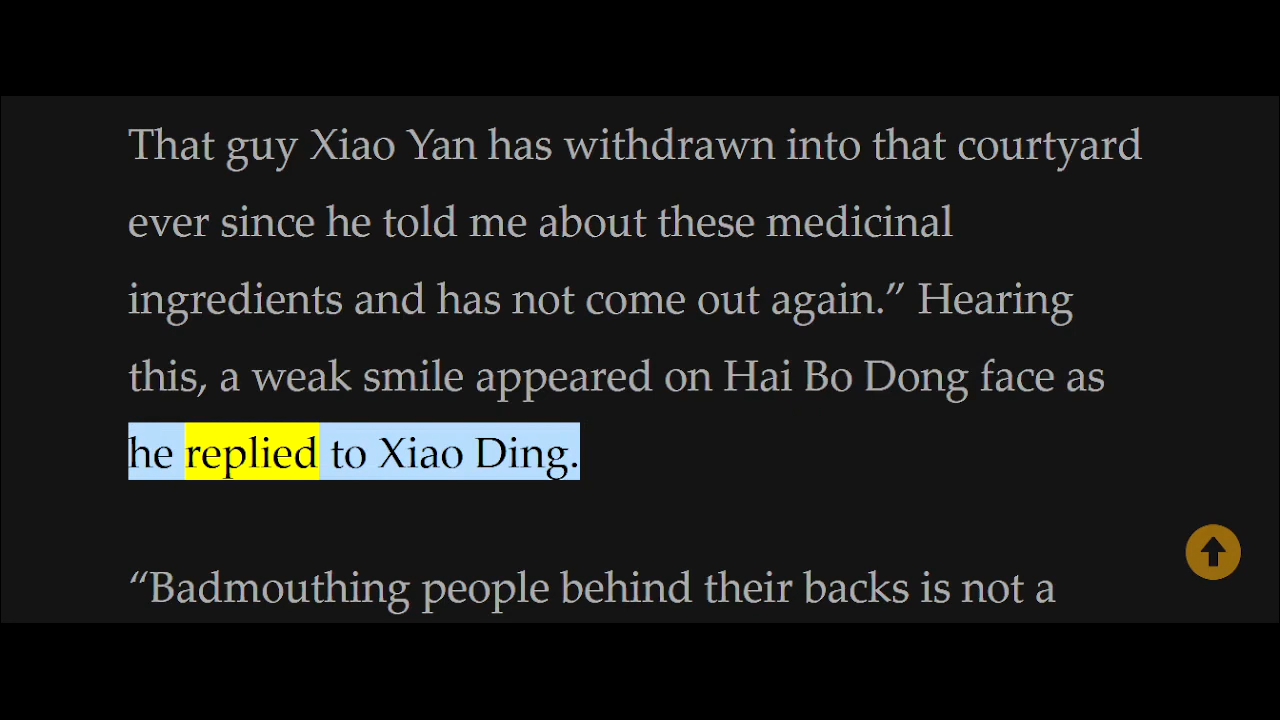 That guy Xiao Yan has withdrawn into that courtyard
ever since he told me about these medicinal
ingredients and has not come out again.” Hearing
this, a weak smile appeared on Hai Bo Dong face as
he replied to Xiao Ding.
“Badmouthing people behind their backs is not a